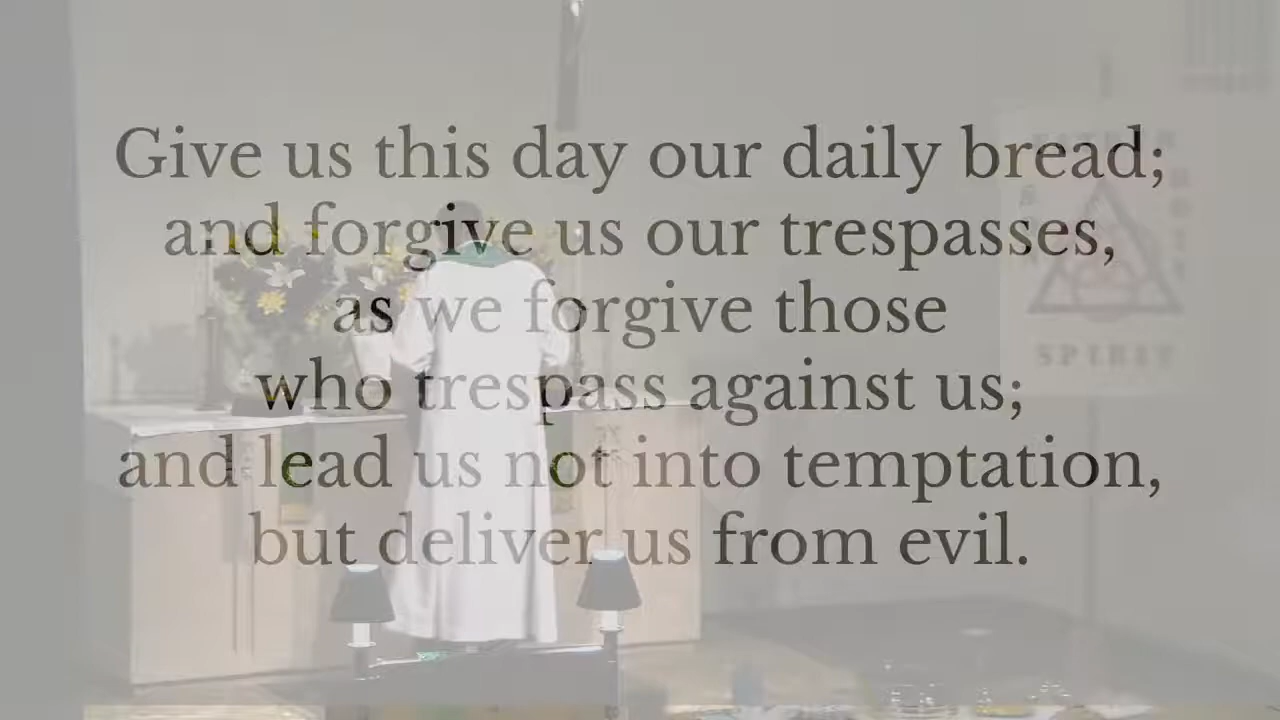 Give us this day our daily bread;
and forgive us our trespasses,
as we forgive those
who trespass against us;
and lead us not into temptation,
but deliver us from evil.
SPIRIT